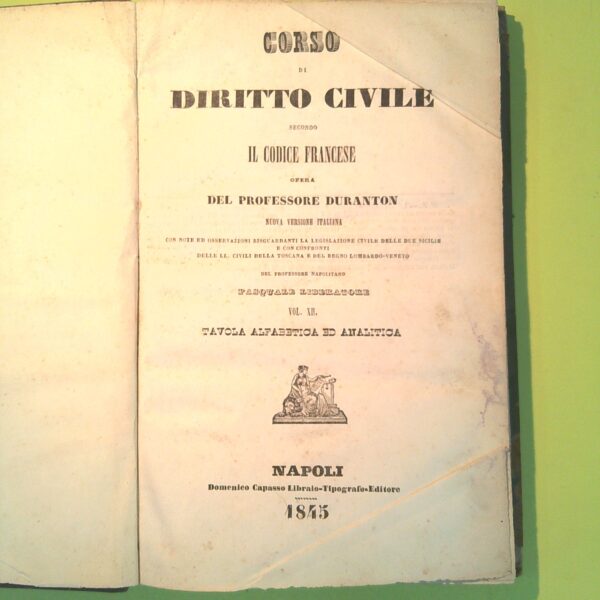 CORSO
DI
DIRITTO CIVILE
SECONDO
IL CODICE FRANCESE
OPERA
DEL PROFESSORE DURANTON
NUOVA VERSIONE ITALIANA
CON NOTE ED OSSERVAZIONI RISGUARDANTI LA LEGISLAZIONE CIVILE DELLE DUE SICILIE
E CON CONFRONTI
DELLE LL. CIVILI DELLA TOSCANA E DEL REGNO LOMBARDO-VENETO
DEL PROFESSORE NAPOLITANO
PASQUALE LIBERATORE
VOL. XII.
TAVOLA ALFABETICA ED ANALITICA
NAPOLI
Domenico Capasso Libraio-Tipografo-Editore
1845